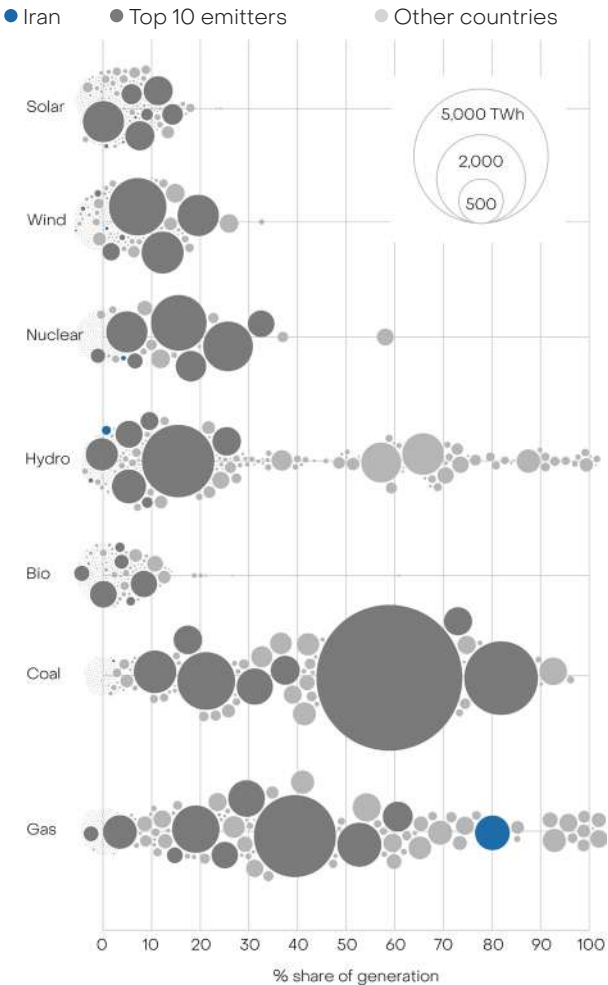 Iran Top 10 emitters Other countries
5,000 TWh
2,000
500
Solar
Wind
Nuclear
Hydro
Bio
Coal
Gas
0 10 20 30 40 50 60 70 80 90 100
% share of generation